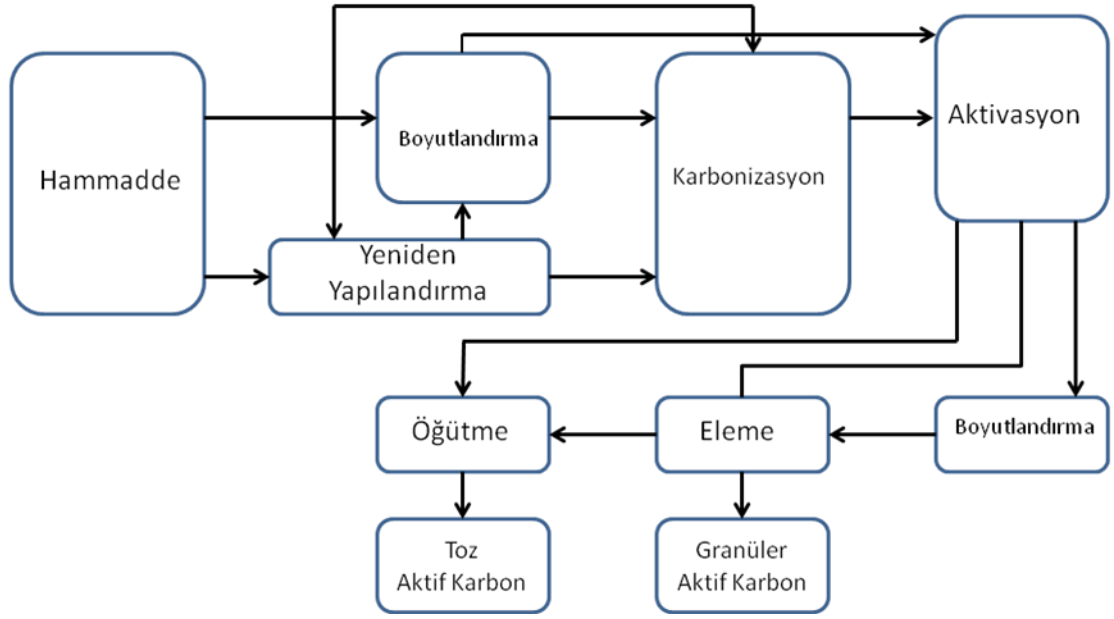 Hammadde
Boyutlandırma
Yeniden
Yapılandırma
Karbonizasyon
Aktivasyon
Öğütme
Eleme
Boyutlandırma
Toz
Aktif Karbon
Granüler
Aktif Karbon